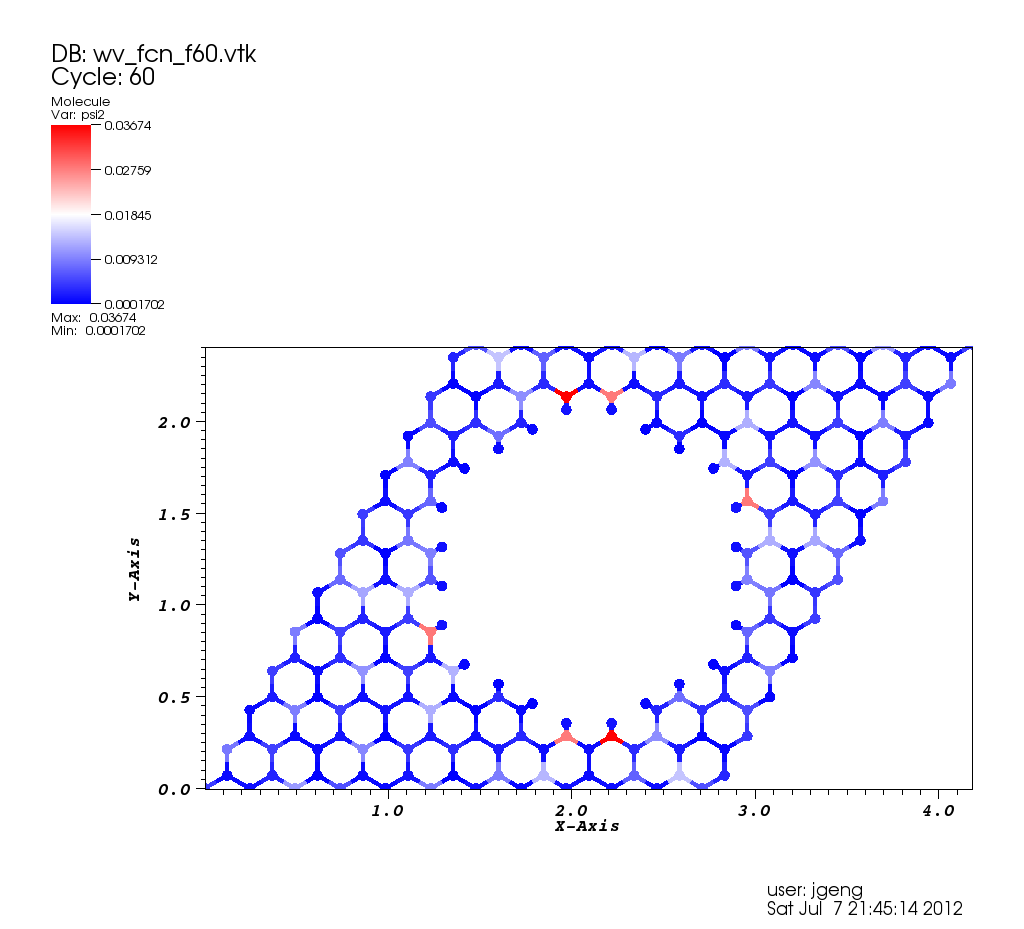 DB: wv_fcn_f60.vtk
Cycle: 60
Molecule
Var: psi2
0.03674
0.02759
0.01845
0.009312
0.0001702
Max: 0.03674
Min: 0.0001702
2.0
1.5
1.0
0.5
0.0
Y-Axis
1.0
2.0
3.0
4.0
X-Axis
user: jgeng
Sat Jul 7 21:45:14 2012